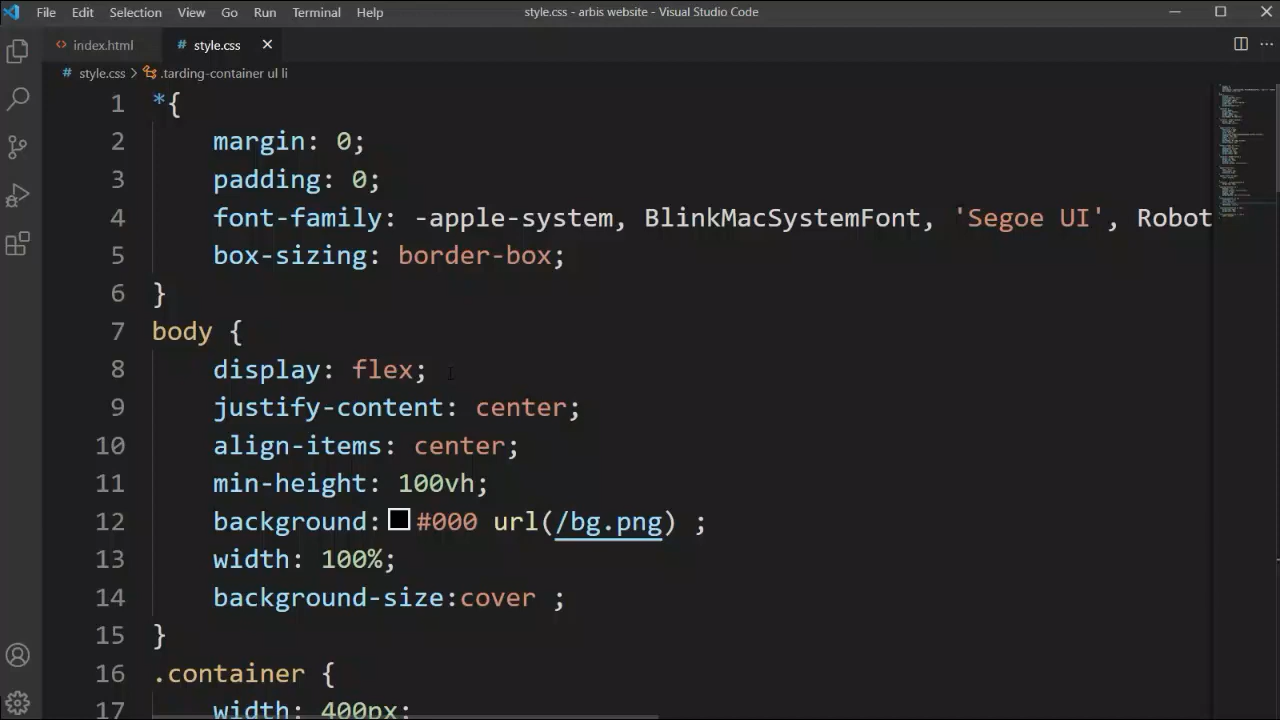 File Edit Selection View Go Run Terminal Help style.css - arbis website - Visual Studio Code
index.html # style.css
# style.css > .tarding-container ul li
1 *{
2 margin: 0;
3 padding: 0;
4 font-family: -apple-system, BlinkMacSystemFont, 'Segoe UI', Robot
5 box-sizing: border-box;
6 }
7 body {
8 display: flex;
9 justify-content: center;
10 align-items: center;
11 min-height: 100vh;
12 background: #000 url(/bg.png) ;
13 width: 100%;
14 background-size:cover ;
15 }
16 .container {
17 width: 400px;